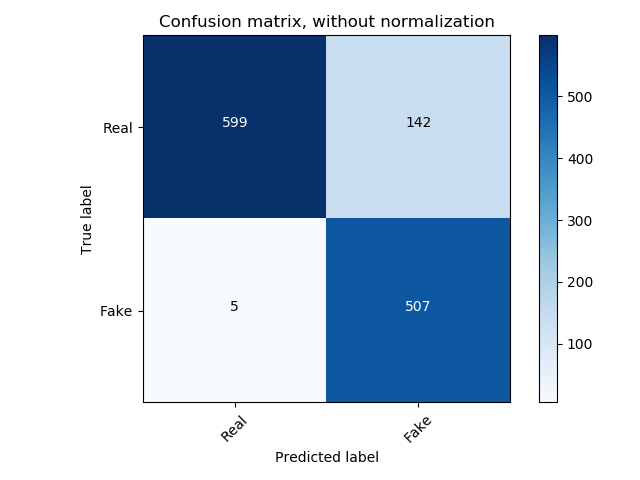 Confusion matrix, without normalization
True label
Real
599
142
Fake
5
507
Real
Fake
Predicted label
500
400
300
200
100